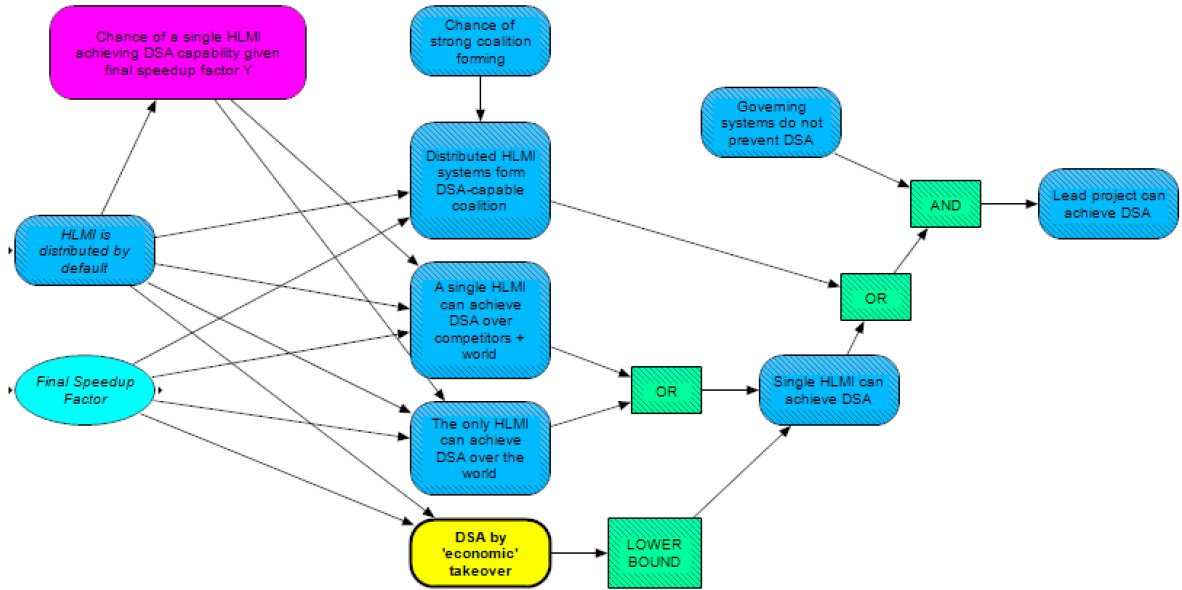 Chance of a single HLMI
achieving DSA capability given
final speedup factor Y
Chance of
strong coalition
forming
Governing
systems do not
prevent DSA
Distributed HLMI
systems form
DSA-capable
coalition
AND
Lead project can
achieve DSA
HLMI is
distributed by
default
A single HLMI
can achieve
DSA over
competitors +
world
OR
Final Speedup
Factor
OR
Single HLMI can
achieve DSA
The only HLMI
can achieve
DSA over the
world
DSA by
'economic'
takeover
LOWER
BOUND